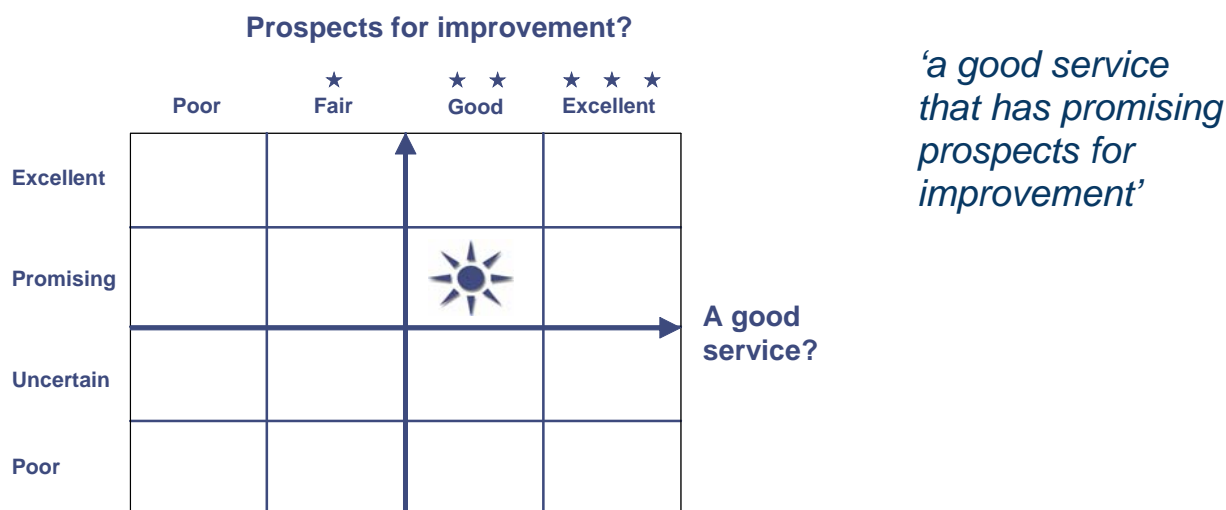 Prospects for improvement?
★ ★ ★ ★ ★ ★
Poor Fair Good Excellent
Excellent
Promising
Uncertain
Poor
A good
service?
‘a good service
that has promising
prospects for
improvement’